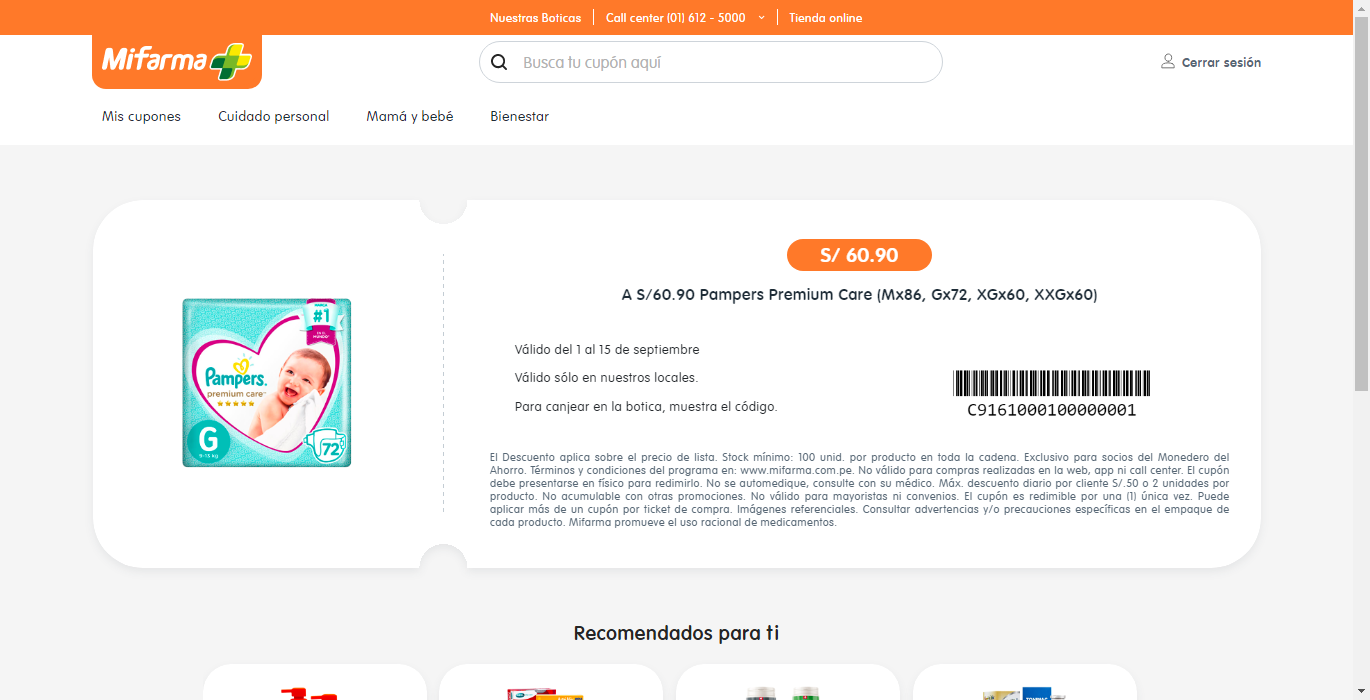 Nuestras Boticas
Call center (01) 612 - 5000
Tienda online
Mifarma
Busca tu cupón aquí
Cerrar sesión
Mis cupones
Cuidado personal
Mamá y bebé
Bienestar
S/ 60.90
A S/60.90 Pampers Premium Care (Mx86, Gx72, XGx60, XXGx60)
#1
Pampers.
premium care
G
72
Válido del 1 al 15 de septiembre
Válido sólo en nuestros locales.
Para canjear en la botica, muestra el código.
C9161000100000001
El Descuento aplica sobre el precio de lista. Stock mínimo: 100 unid. por producto en toda la cadena. Exclusivo para socios del Monedero del
Ahorro. Términos y condiciones del programa en: www.mifarma.com.pe. No válido para compras realizadas en la web, app ni call center. El cupón
debe presentarse en físico para redimirlo. No se automedique, consulte con su médico. Máx. descuento diario por cliente S/.50 o 2 unidades por
producto. No acumulable con otras promociones. No válido para mayoristas ni convenios. El cupón es redimible por una (1) única vez. Puede
aplicar más de un cupón por ticket de compra. Imágenes referenciales. Consultar advertencias y/o precauciones específicas en el empaque de
cada producto. Mifarma promueve el uso racional de medicamentos.
Recomendados para ti